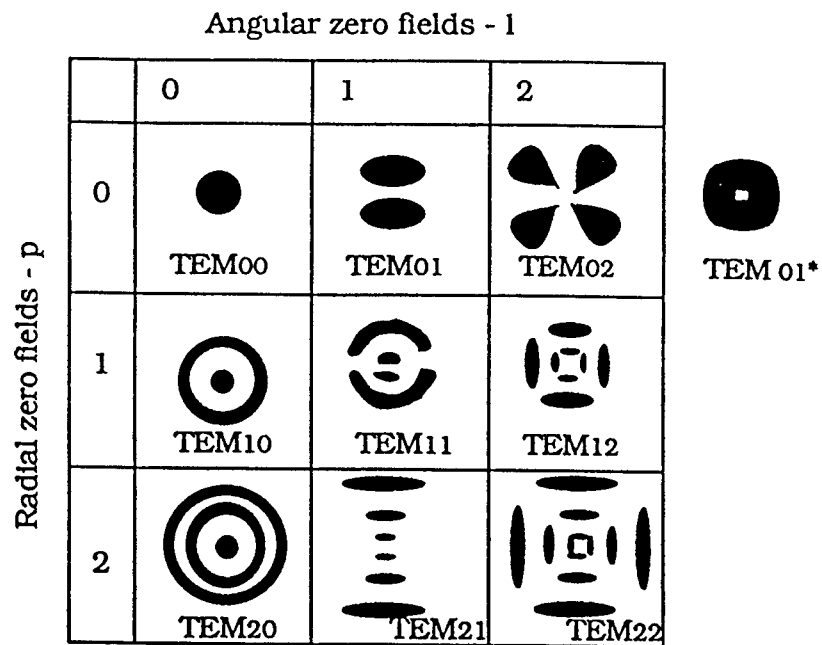 Angular zero fields - l
0 1 2
0
TEM00 TEM01 TEM02 TEM 01*
Radial zero fields - p
1
TEM10 TEM11 TEM12
2
TEM20 TEM21 TEM22